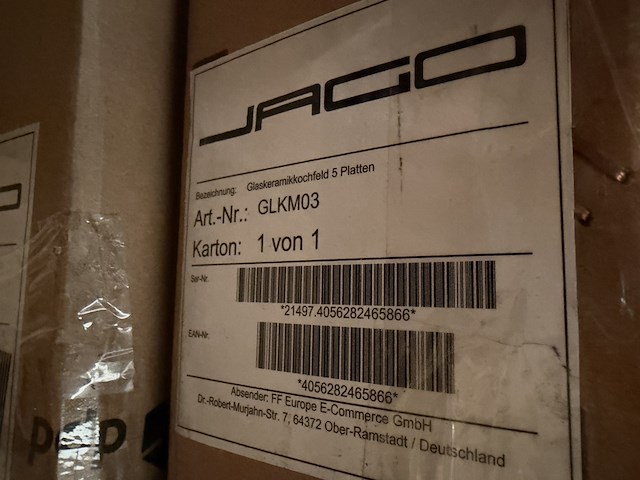 JAGO
Bezeichnung: Glaskeramikkochfeld 5 Platten
Art.-Nr.: GLKM03
Karton: 1 von 1
Ser-Nr.
*21497.4056282465866*
EAN-Nr.
*4056282465866*
Absender: FF Europe E-Commerce GmbH
Dr.-Robert-Murjahn-Str. 7, 64372 Ober-Ramstadt / Deutschland